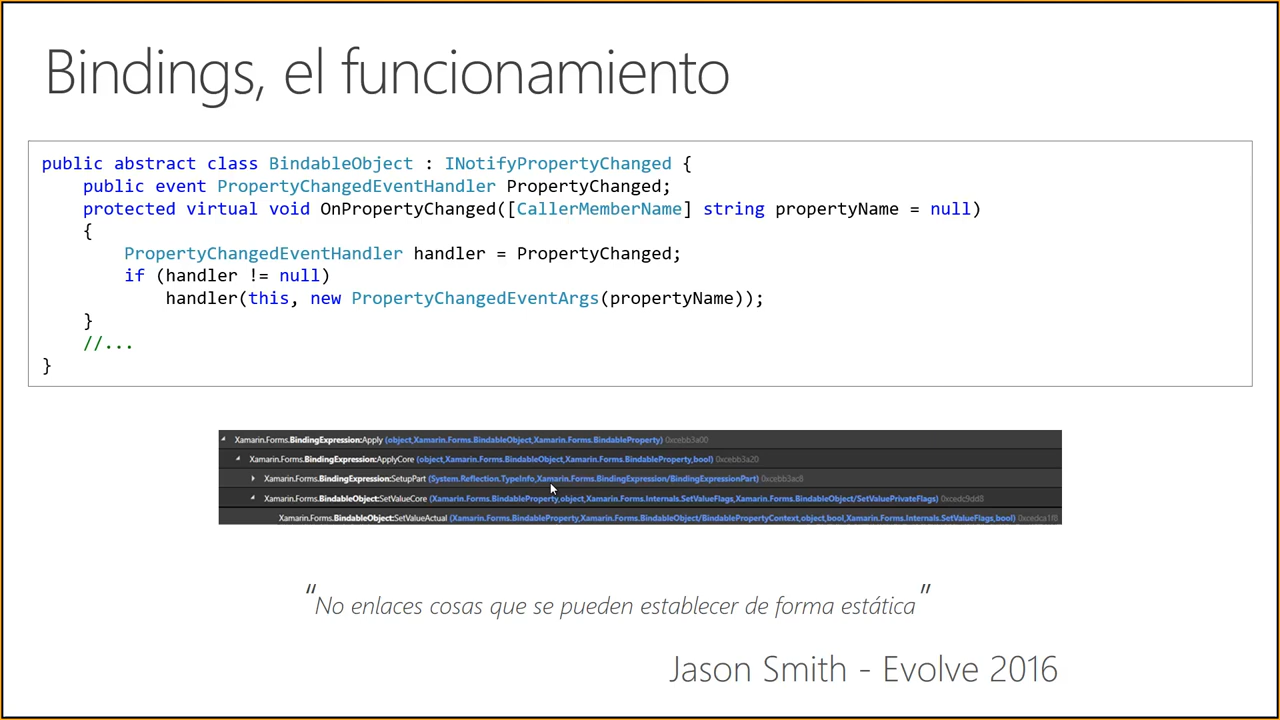 Bindings, el funcionamiento
public abstract class BindableObject : INotifyPropertyChanged {
public event PropertyChangedEventHandler PropertyChanged;
protected virtual void OnPropertyChanged([CallerMemberName] string propertyName = null)
{
PropertyChangedEventHandler handler = PropertyChanged;
if (handler != null)
handler(this, new PropertyChangedEventArgs(propertyName));
}
//...
}
Xamarin.Forms.BindingExpression:Apply (object,Xamarin.Forms.BindableObject,Xamarin.Forms.BindableProperty) 0xcebb3a00
Xamarin.Forms.BindingExpression:ApplyCore (object,Xamarin.Forms.BindableObject,Xamarin.Forms.BindableProperty,bool) 0xcebb3a20
Xamarin.Forms.BindingExpression:SetupPart (System.Reflection.TypeInfo,Xamarin.Forms.BindingExpression/BindingExpressionPart) 0xcebb3ac8
Xamarin.Forms.BindableObject:SetValueCore (Xamarin.Forms.BindableProperty,object,Xamarin.Forms.Internals.SetValueFlags,Xamarin.Forms.BindableObject/SetValuePrivateFlags) 0xcedc9dd8
Xamarin.Forms.BindableObject:SetValueActual (Xamarin.Forms.BindableProperty,Xamarin.Forms.BindableObject/BindablePropertyContext,object,bool,Xamarin.Forms.Internals.SetValueFlags,bool) 0xcedca1f8
“No enlaces cosas que se pueden establecer de forma estática”
Jason Smith - Evolve 2016